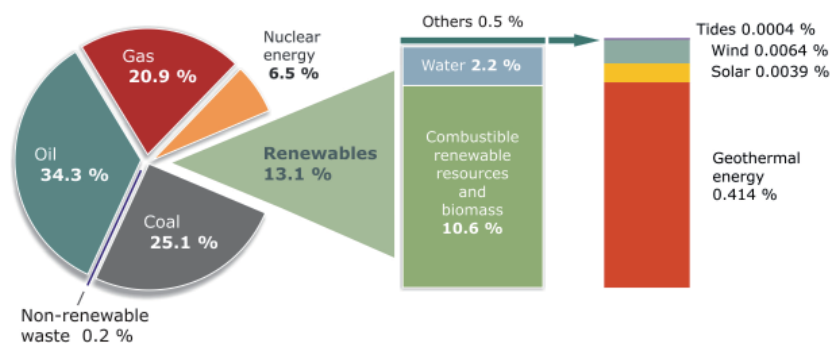 Gas
20.9 %
Nuclear
energy
6.5 %
Oil
34.3 %
Coal
25.1 %
Non-renewable
waste 0.2 %
Renewables
13.1 %
Others 0.5 %
Water 2.2 %
Combustible
renewable
resources
and
biomass
10.6 %
Tides 0.0004 %
Wind 0.0064 %
Solar 0.0039 %
Geothermal
energy
0.414 %